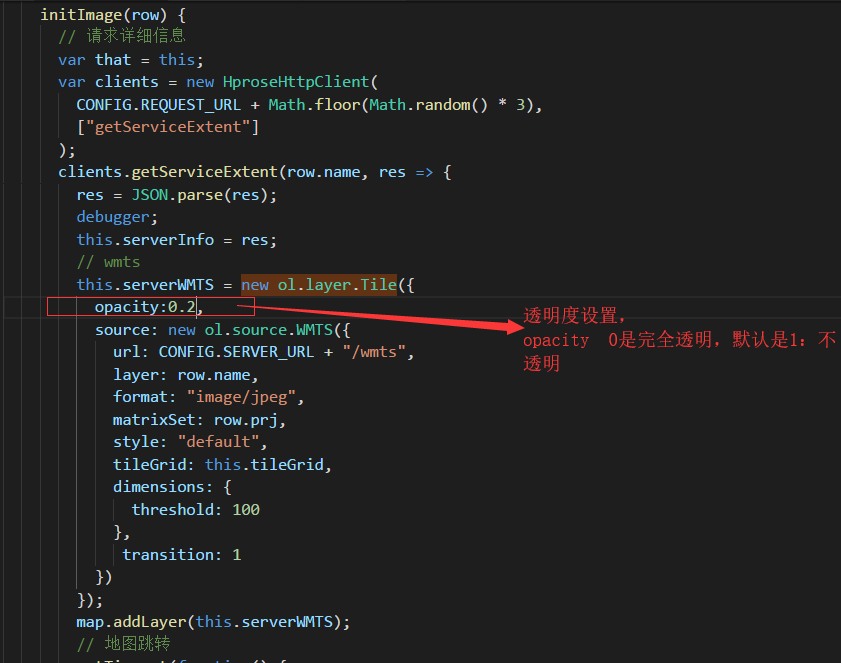 initImage(row) {
// 请求详细信息
var that = this;
var clients = new HproseHttpClient(
CONFIG.REQUEST_URL + Math.floor(Math.random() * 3),
["getServiceExtent"]
);
clients.getServiceExtent(row.name, res => {
res = JSON.parse(res);
debugger;
this.serverInfo = res;
// wmts
this.serverWMTS = new ol.layer.Tile({
opacity:0.2,
透明度设置，
opacity 0是完全透明，默认是1：不
透明
source: new ol.source.WMTS({
url: CONFIG.SERVER_URL + "/wmts",
layer: row.name,
format: "image/jpeg",
matrixSet: row.prj,
style: "default",
tileGrid: this.tileGrid,
dimensions: {
threshold: 100
},
transition: 1
})
});
map.addLayer(this.serverWMTS);
// 地图跳转